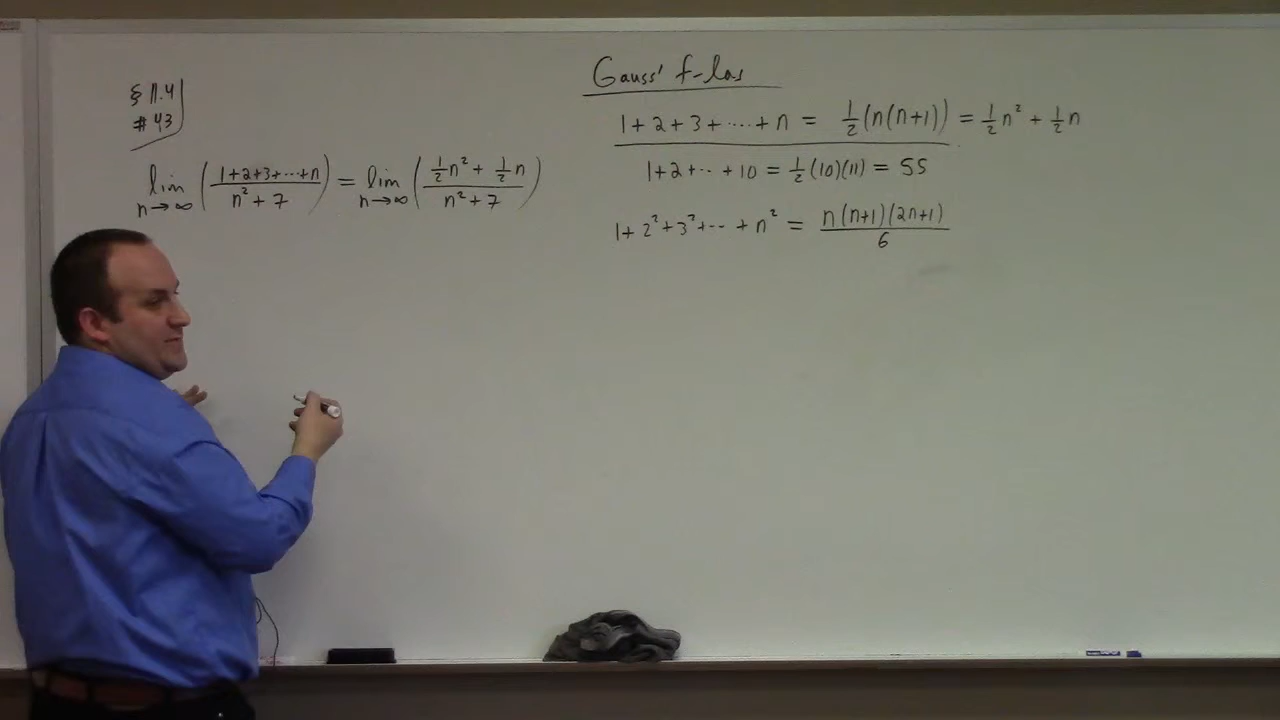 § 11.4
# 43
lim n→∞ ( (1+2+3+⋯+n) / (n² + 7) ) = lim n→∞ ( (½n² + ½n) / (n² + 7) )
Gauss' f-las
1+2+3+⋯+n = ½(n(n+1)) = ½n² + ½n
1+2+⋯+10 = ½(10)(11) = 55
1+2²+3²+⋯+n² = n(n+1)(2n+1) / 6